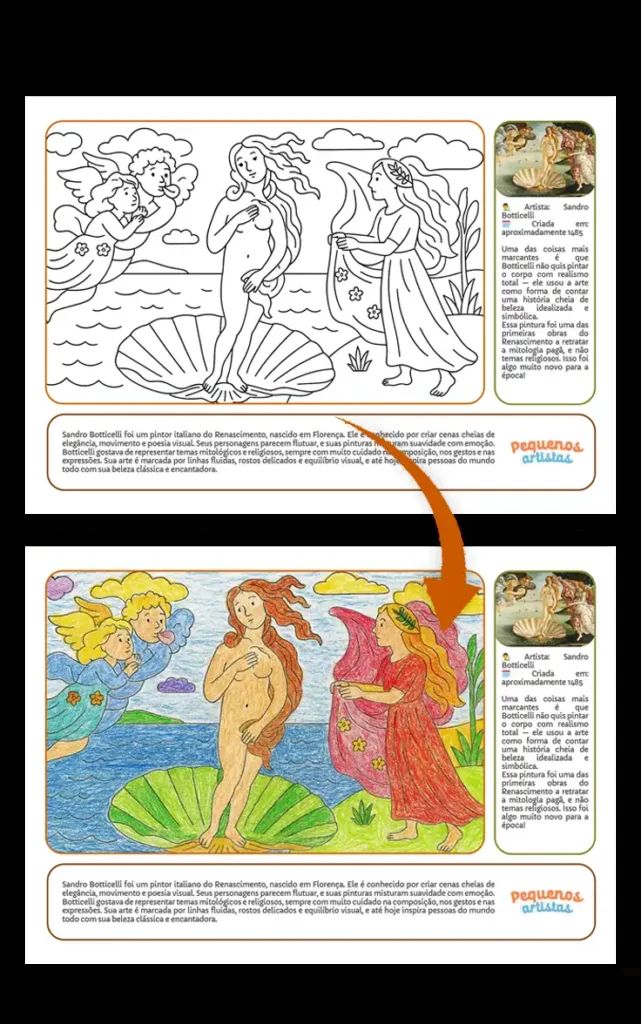 🧑‍🎨 Artista: Sandro
Botticelli
🗓️ Criada em:
aproximadamente 1485
Uma das coisas mais
marcantes é que
Botticelli não quis pintar
o corpo com realismo
total — ele usou a arte
como forma de contar
uma história cheia de
beleza idealizada e
simbólica.
Essa pintura foi uma das
primeiras obras do
Renascimento a retratar
a mitologia pagã, e não
temas religiosos. Isso foi
algo muito novo para a
época!
Sandro Botticelli foi um pintor italiano do Renascimento, nascido em Florença. Ele é conhecido por criar cenas cheias de
elegância, movimento e poesia visual. Seus personagens parecem flutuar, e suas pinturas misturam suavidade com emoção.
Botticelli gostava de representar temas mitológicos e religiosos, sempre com muito cuidado na composição, nos gestos e nas
expressões. Sua arte é marcada por linhas fluidas, rostos delicados e equilíbrio visual, e até hoje inspira pessoas do mundo
todo com sua beleza clássica e encantadora.
pequenos
artistas
🧑‍🎨 Artista: Sandro
Botticelli
🗓️ Criada em:
aproximadamente 1485
Uma das coisas mais
marcantes é que
Botticelli não quis pintar
o corpo com realismo
total — ele usou a arte
como forma de contar
uma história cheia de
beleza idealizada e
simbólica.
Essa pintura foi uma das
primeiras obras do
Renascimento a retratar
a mitologia pagã, e não
temas religiosos. Isso foi
algo muito novo para a
época!
Sandro Botticelli foi um pintor italiano do Renascimento, nascido em Florença. Ele é conhecido por criar cenas cheias de
elegância, movimento e poesia visual. Seus personagens parecem flutuar, e suas pinturas misturam suavidade com emoção.
Botticelli gostava de representar temas mitológicos e religiosos, sempre com muito cuidado na composição, nos gestos e nas
expressões. Sua arte é marcada por linhas fluidas, rostos delicados e equilíbrio visual, e até hoje inspira pessoas do mundo
todo com sua beleza clássica e encantadora.
pequenos
artistas